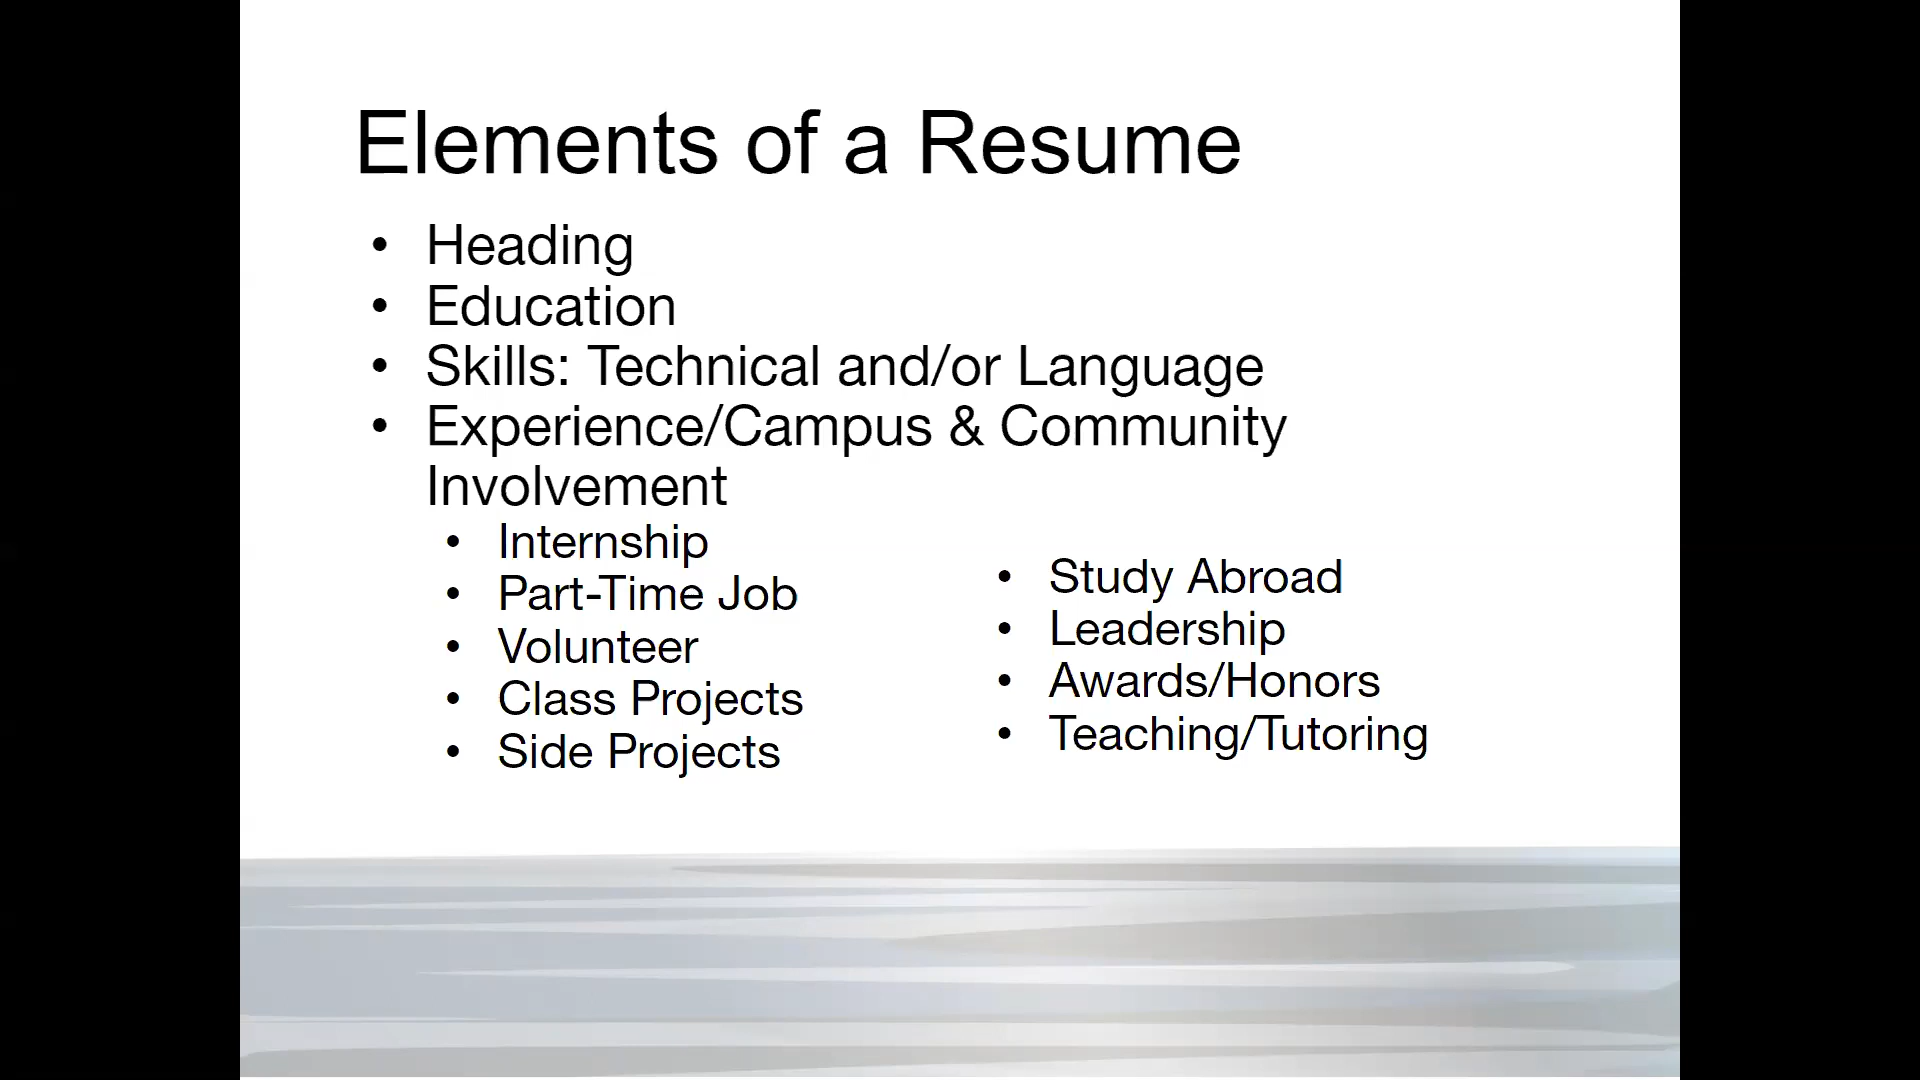 Elements of a Resume
• Heading
• Education
• Skills: Technical and/or Language
• Experience/Campus & Community
Involvement
• Internship
• Part-Time Job
• Volunteer
• Class Projects
• Side Projects
• Study Abroad
• Leadership
• Awards/Honors
• Teaching/Tutoring